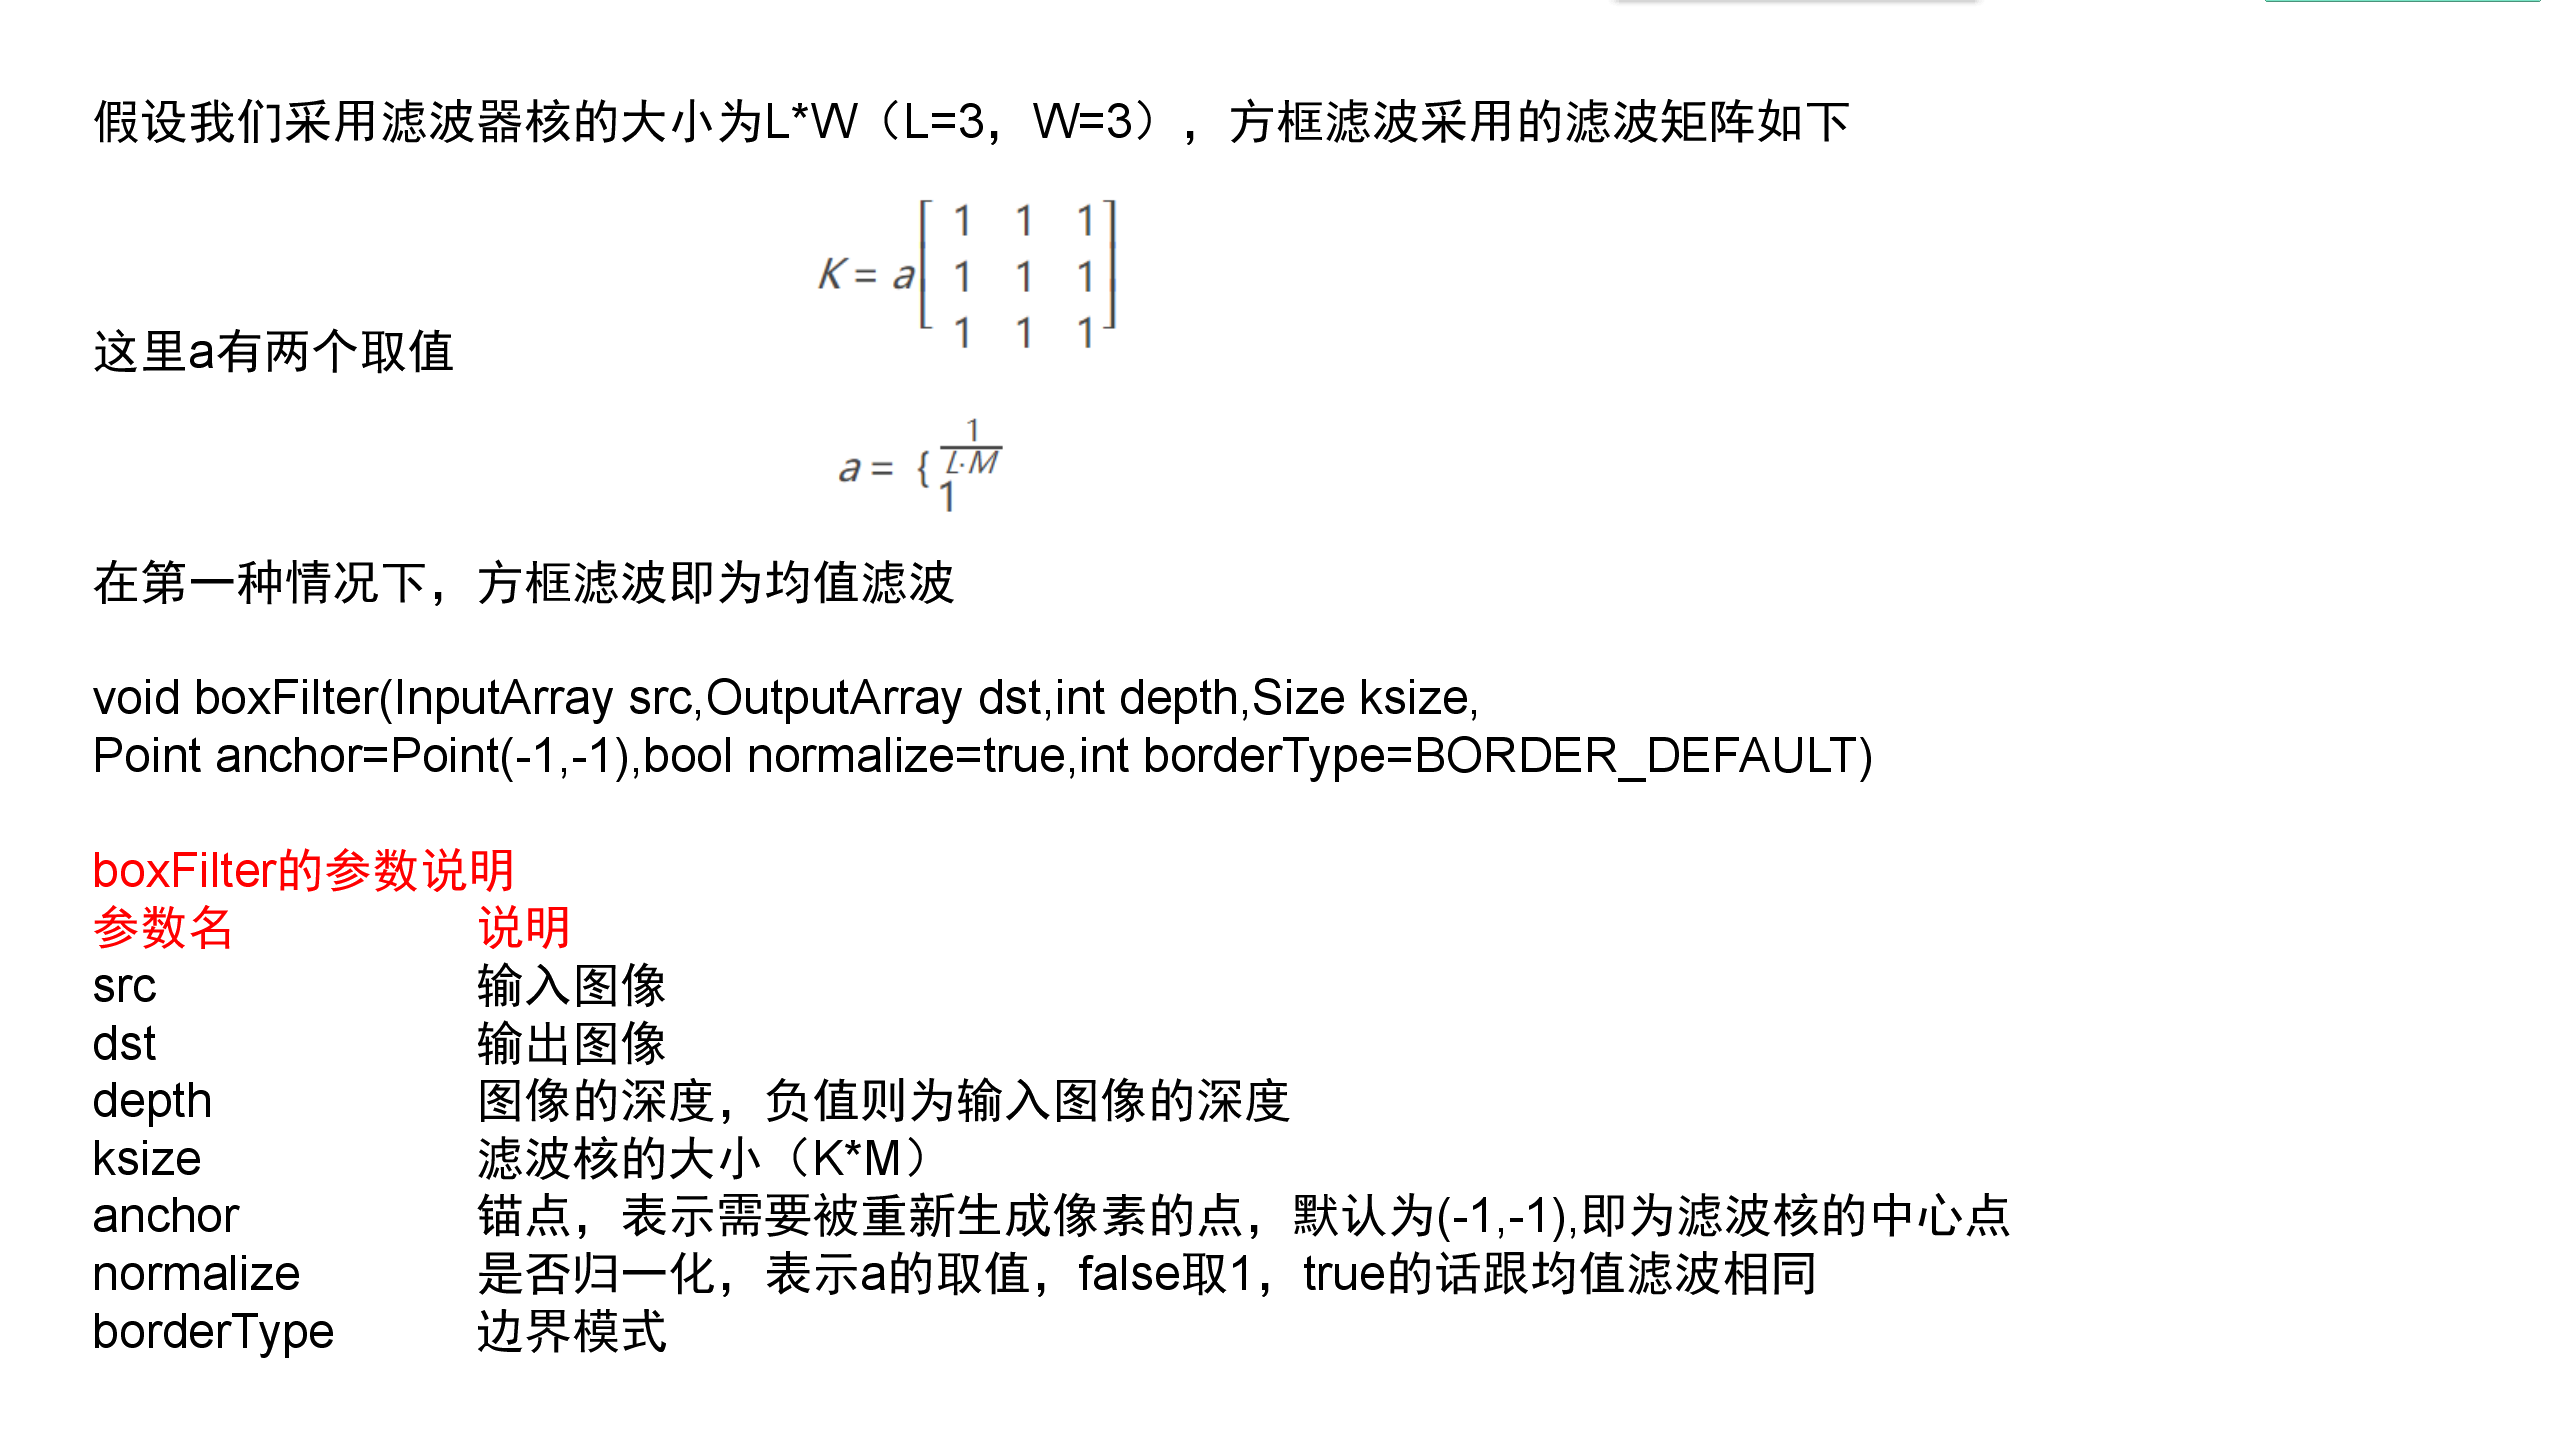 假设我们采用滤波器核的大小为L*W（L=3，W=3），方框滤波采用的滤波矩阵如下
1 1 1
K = a[ 1 1 1 ]
1 1 1
这里a有两个取值
1
a = { L·M
1
在第一种情况下，方框滤波即为均值滤波
void boxFilter(InputArray src,OutputArray dst,int depth,Size ksize,
Point anchor=Point(-1,-1),bool normalize=true,int borderType=BORDER_DEFAULT)
boxFilter的参数说明
参数名 说明
src 输入图像
dst 输出图像
depth 图像的深度，负值则为输入图像的深度
ksize 滤波核的大小（K*M）
anchor 锚点，表示需要被重新生成像素的点，默认为(-1,-1),即为滤波核的中心点
normalize 是否归一化，表示a的取值，false取1，true的话跟均值滤波相同
borderType 边界模式